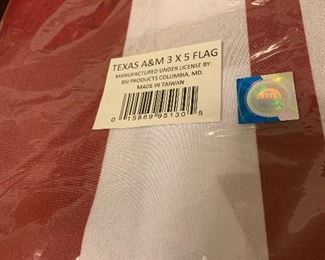 TEXAS A&M 3 X 5 FLAG
MANUFACTURED UNDER LICENSE BY:
BSI PRODUCTS COLUMBIA, MD.
MADE IN TAIWAN
0 15889 95130 5